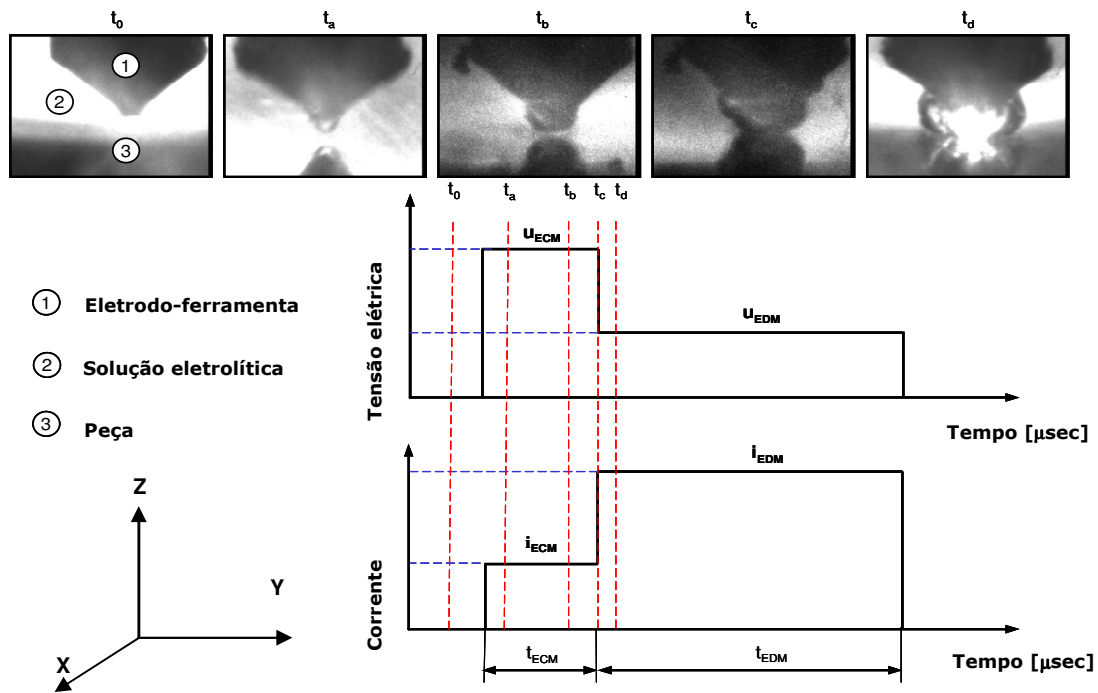 t0 ta tb tc td
1
2
3
t0 ta tb tc td
uECM
uEDM
Tensão elétrica
Tempo [µsec]
1 Eletrodo-ferramenta
2 Solução eletrolítica
3 Peça
iEDM
iECM
Corrente
tECM tEDM
Tempo [µsec]
Z
Y
X